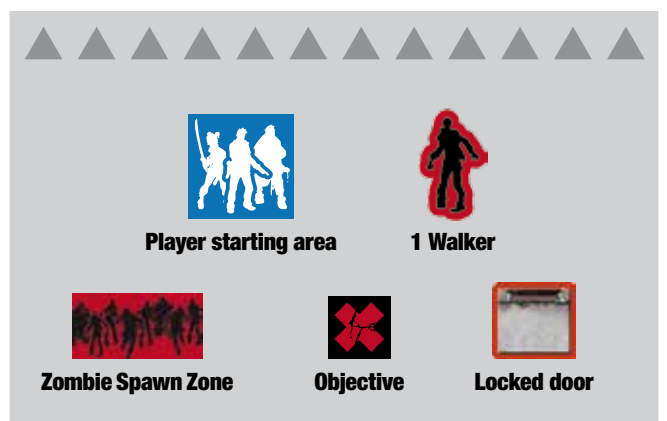 Player starting area
1 Walker
Zombie Spawn Zone
Objective
Locked door